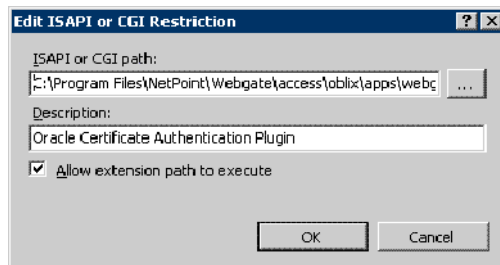 Edit ISAPI or CGI Restriction
ISAPI or CGI path:
C:\Program Files\NetPoint\Webgate\access\oblix\apps\webg
...
Description:
Oracle Certificate Authentication Plugin
Allow extension path to execute
OK
Cancel